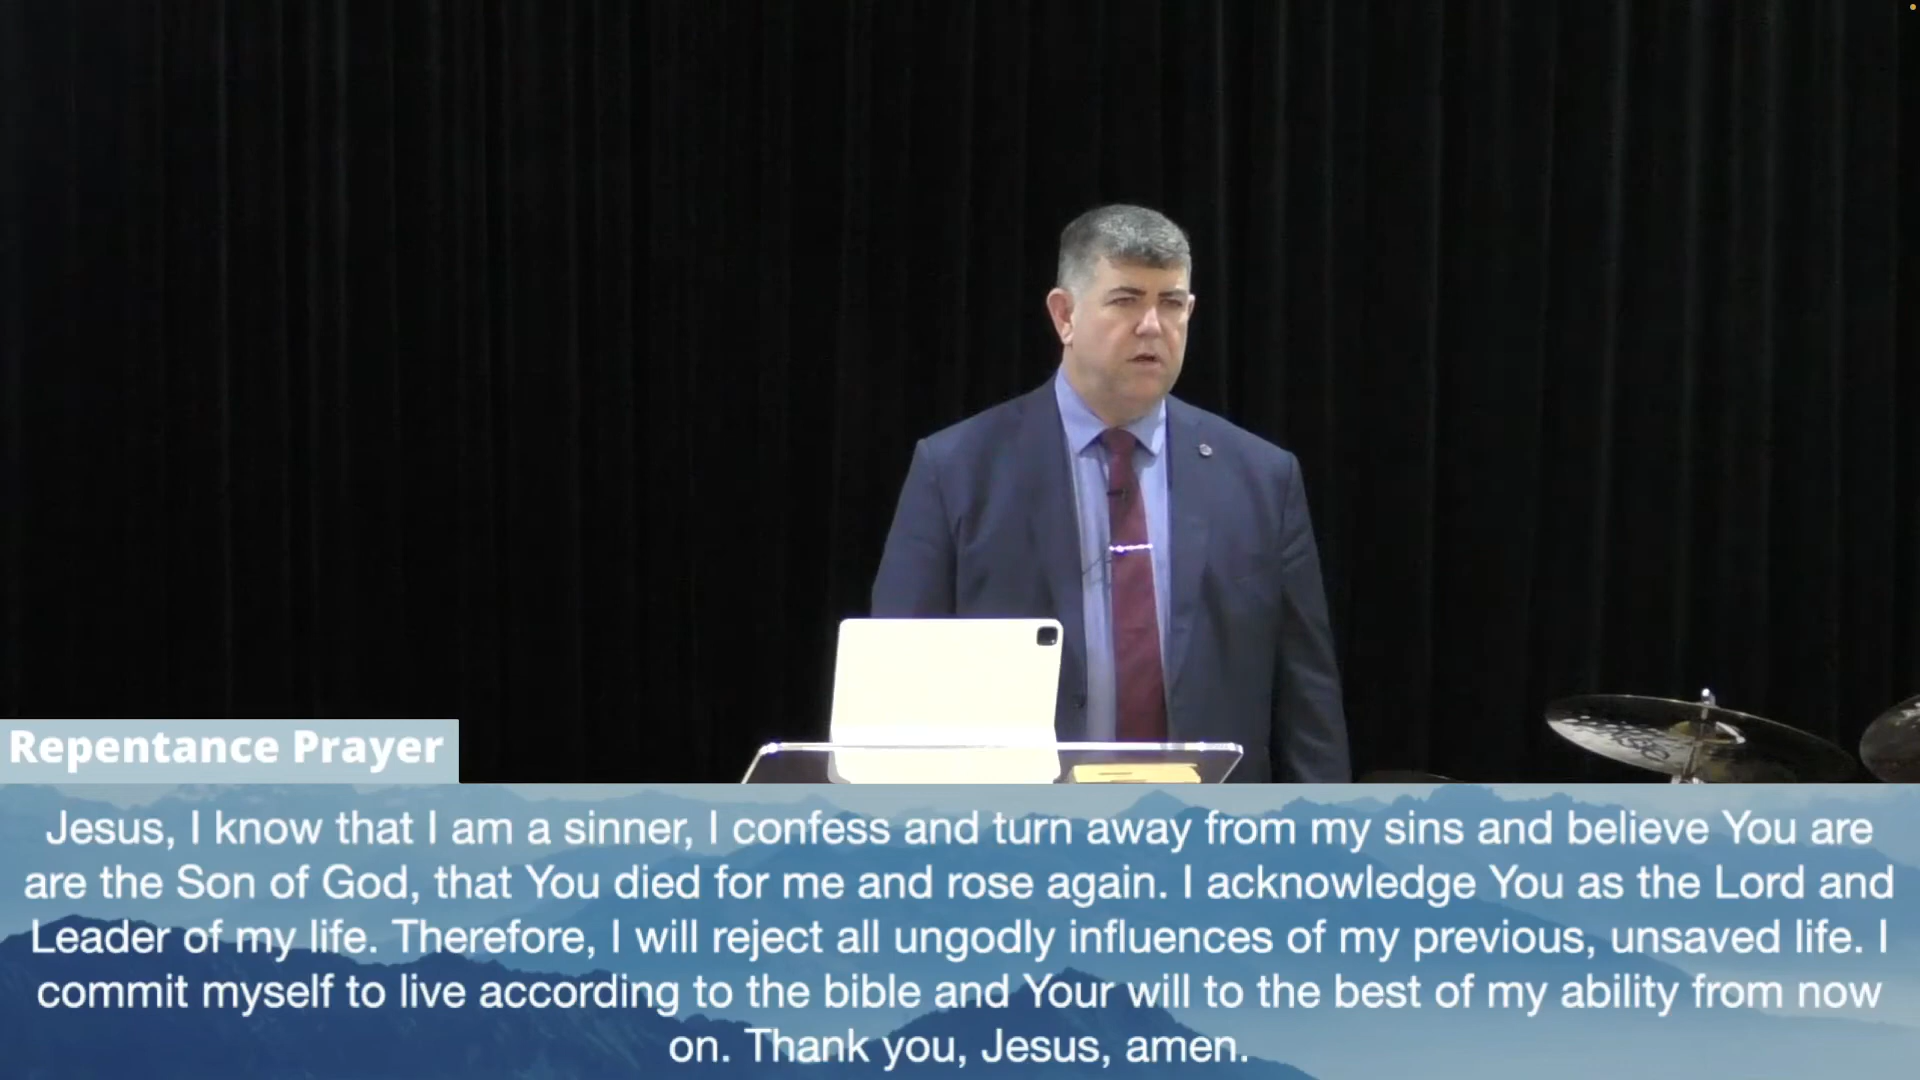 Repentance Prayer
Jesus, I know that I am a sinner, I confess and turn away from my sins and believe You are
are the Son of God, that You died for me and rose again. I acknowledge You as the Lord and
Leader of my life. Therefore, I will reject all ungodly influences of my previous, unsaved life. I
commit myself to live according to the bible and Your will to the best of my ability from now
on. Thank you, Jesus, amen.